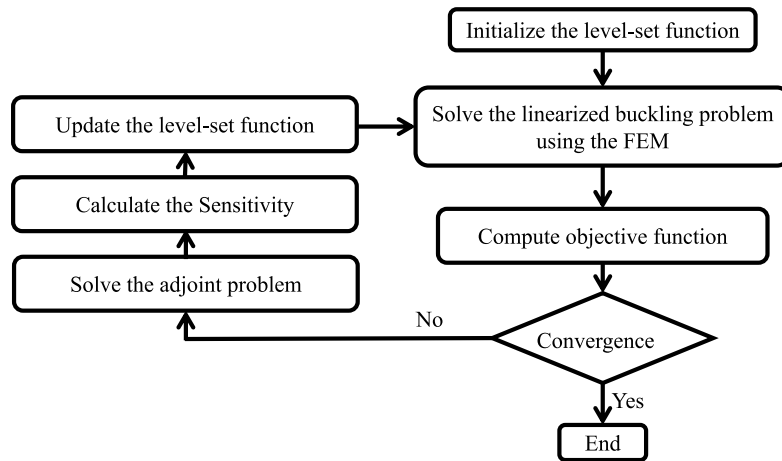 Initialize the level-set function
Solve the linearized buckling problem
using the FEM
Compute objective function
Convergence
No
Yes
End
Solve the adjoint problem
Calculate the Sensitivity
Update the level-set function